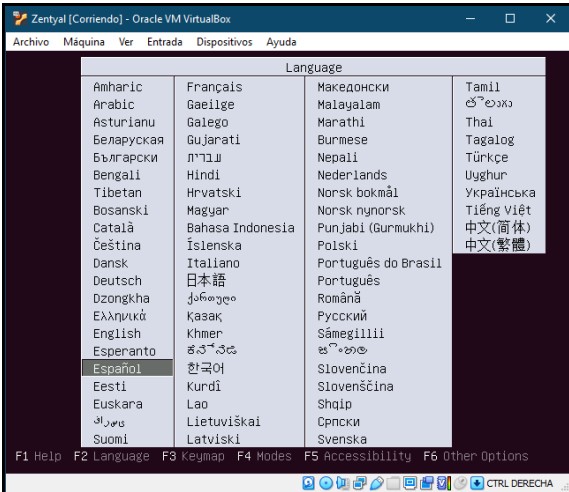 Zentyal [Corriendo] - Oracle VM VirtualBox
Archivo Máquina Ver Entrada Dispositivos Ayuda
Language
Amharic
Arabic
Asturianu
Беларуская
Български
Bengali
Tibetan
Bosanski
Català
Čeština
Dansk
Deutsch
Dzongkha
Ελληνικά
English
Esperanto
Español
Eesti
Euskara
Suomi
Français
Gaeilge
Galego
Gujarati
עברית
Hindi
Hrvatski
Magyar
Bahasa Indonesia
Íslenska
Italiano
日本語
ქართული
Қазақ
Khmer
한국어
Kurdî
Lao
Lietuviškai
Latviski
Македонски
Malayalam
Marathi
Burmese
Nepali
Nederlands
Norsk bokmål
Norsk nynorsk
Punjabi (Gurmukhi)
Polski
Português do Brasil
Português
Română
Русский
Sámegillii
Slovenčina
Slovenščina
Shqip
Српски
Svenska
Tamil
Thai
Tagalog
Türkçe
Uyghur
Українська
Tiếng Việt
中文(简体)
中文(繁體)
F1 Help F2 Language F3 Keymap F4 Modes F5 Accessibility F6 Other Options
CTRL DERECHA